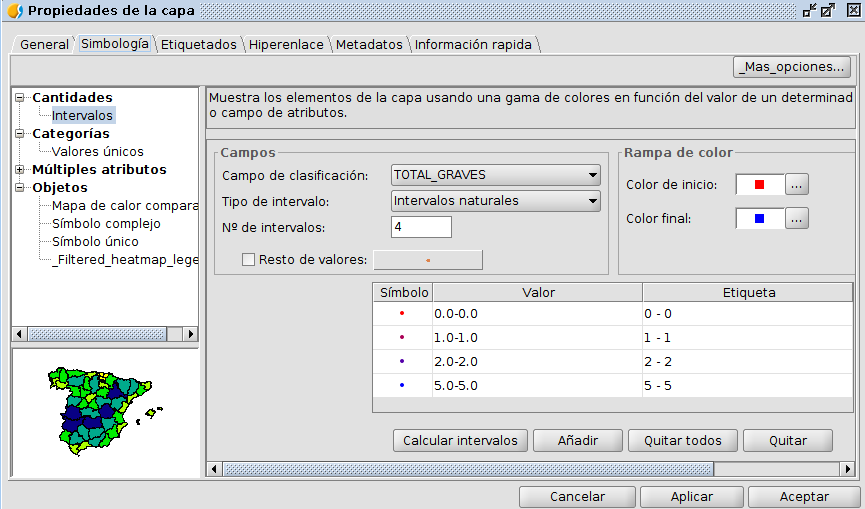 Propiedades de la capa
General
Simbología
Etiquetados
Hiperenlace
Metadatos
Información rapida
_Mas_opciones...
Cantidades
Intervalos
Categorías
Valores únicos
Múltiples atributos
Objetos
Mapa de calor compara
Símbolo complejo
Símbolo único
_Filtered_heatmap_lege
Muestra los elementos de la capa usando una gama de colores en función del valor de un determinad
o campo de atributos.
Campos
Campo de clasificación: TOTAL_GRAVES
Tipo de intervalo: Intervalos naturales
Nº de intervalos: 4
Resto de valores:
Rampa de color
Color de inicio: ...
Color final: ...
Símbolo Valor Etiqueta
0.0-0.0 0 - 0
1.0-1.0 1 - 1
2.0-2.0 2 - 2
5.0-5.0 5 - 5
Calcular intervalos Añadir Quitar todos Quitar
Cancelar Aplicar Aceptar